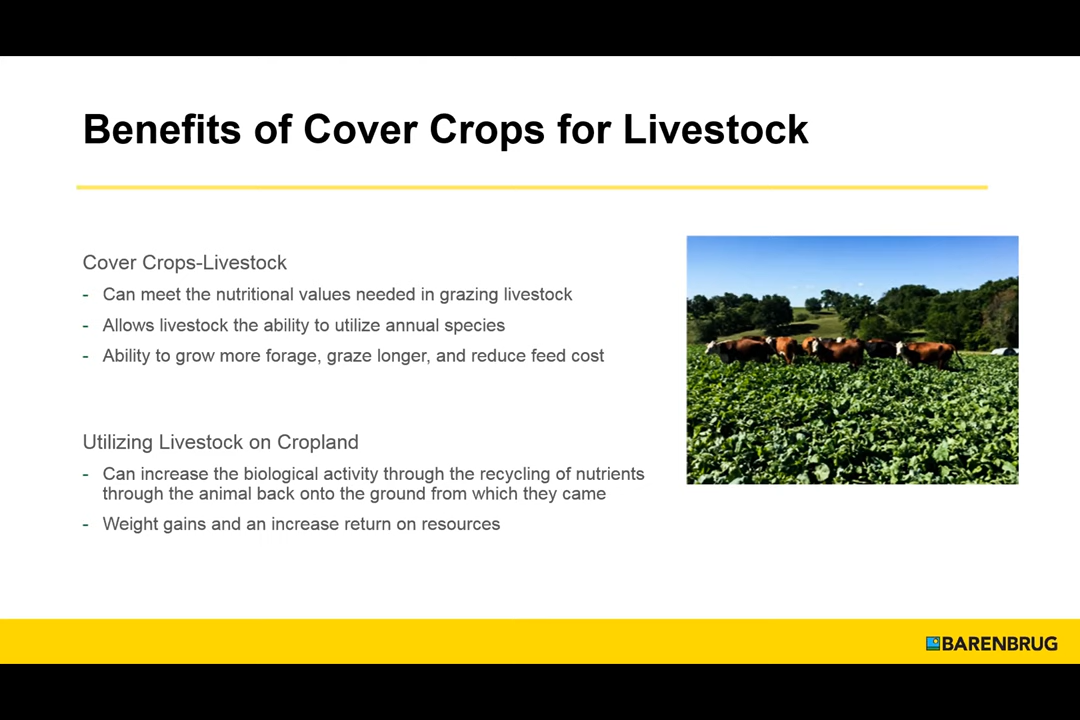 Benefits of Cover Crops for Livestock
Cover Crops-Livestock
- Can meet the nutritional values needed in grazing livestock
- Allows livestock the ability to utilize annual species
- Ability to grow more forage, graze longer, and reduce feed cost
Utilizing Livestock on Cropland
- Can increase the biological activity through the recycling of nutrients
through the animal back onto the ground from which they came
- Weight gains and an increase return on resources
BARENBRUG